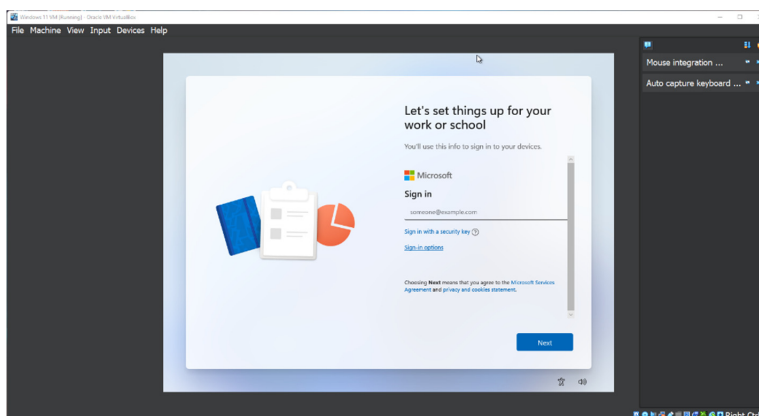 Windows 11 VM [Running] - Oracle VM VirtualBox
File Machine View Input Devices Help
Mouse integration ...
Auto capture keyboard ...
Let's set things up for your
work or school
You'll use this info to sign in to your devices.
Microsoft
Sign in
someone@example.com
Sign in with a security key
Sign-in options
Choosing Next means that you agree to the Microsoft Services
Agreement and privacy and cookies statement.
Next
Right Ctrl